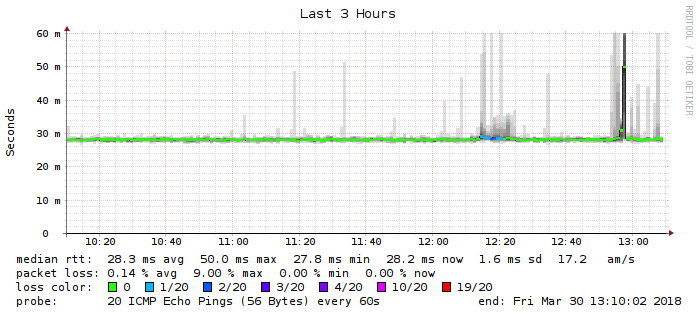 Last 3 Hours
RRDTOOL / TOBI OETIKER
Seconds
60 m
50 m
40 m
30 m
20 m
10 m
0
10:20 10:40 11:00 11:20 11:40 12:00 12:20 12:40 13:00
median rtt: 28.3 ms avg 50.0 ms max 27.8 ms min 28.2 ms now 1.6 ms sd 17.2 am/s
packet loss: 0.14 % avg 9.00 % max 0.00 % min 0.00 % now
loss color: 0 1/20 2/20 3/20 4/20 10/20 19/20
probe: 20 ICMP Echo Pings (56 Bytes) every 60s end: Fri Mar 30 13:10:02 2018